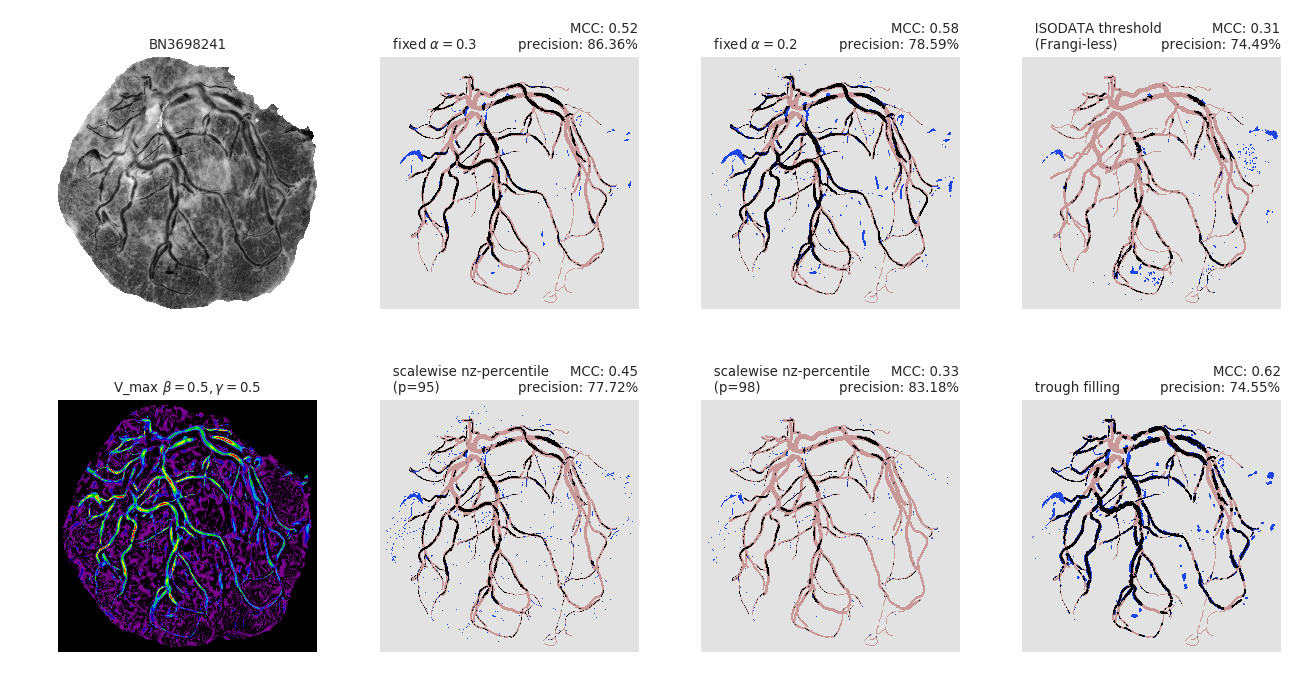 BN3698241
fixed α = 0.3
MCC: 0.52
precision: 86.36%
fixed α = 0.2
MCC: 0.58
precision: 78.59%
ISODATA threshold
(Frangi-less)
MCC: 0.31
precision: 74.49%
V_max β = 0.5, γ = 0.5
scalewise nz-percentile
(p=95)
MCC: 0.45
precision: 77.72%
scalewise nz-percentile
(p=98)
MCC: 0.33
precision: 83.18%
trough filling
MCC: 0.62
precision: 74.55%